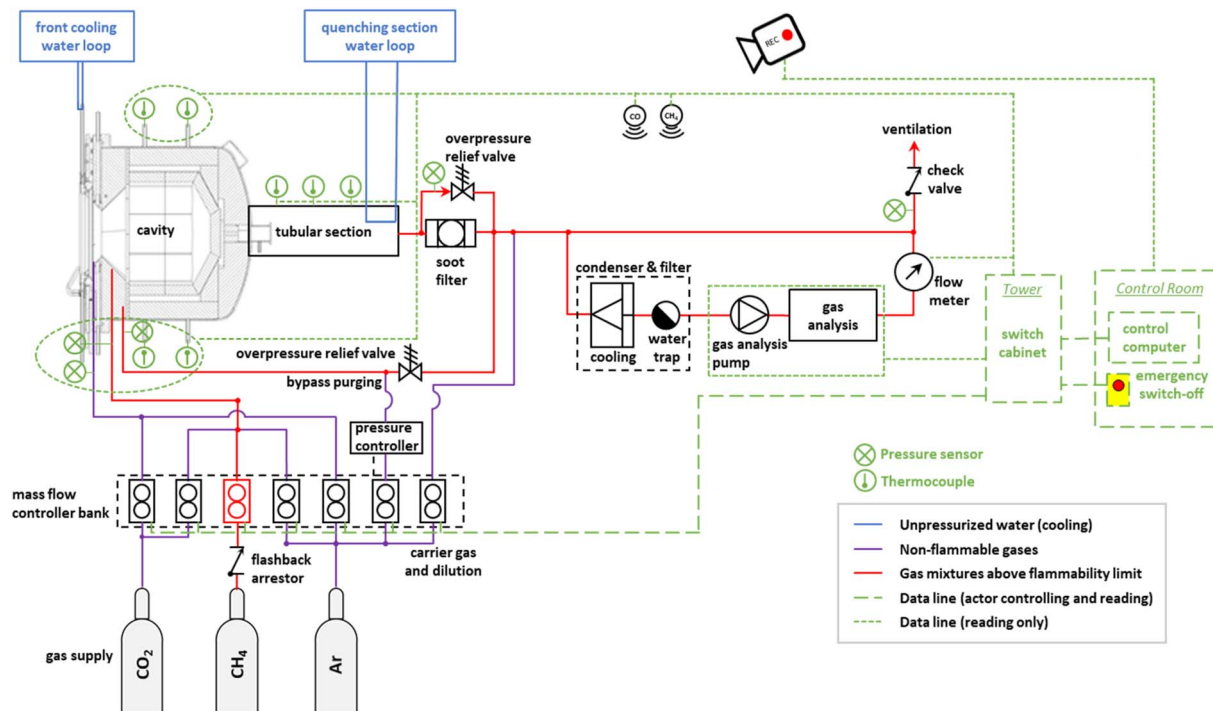 front cooling
water loop
quenching section
water loop
REC
CO
CH₄
overpressure
relief valve
ventilation
check
valve
cavity
tubular section
soot
filter
condenser & filter
cooling
water
trap
gas analysis
pump
gas
analysis
flow
meter
Tower
switch
cabinet
Control Room
control
computer
emergency
switch-off
overpressure relief valve
bypass purging
pressure
controller
mass flow
controller bank
flashback
arrestor
carrier gas
and dilution
gas supply
CO₂
CH₄
Ar
Pressure sensor
Thermocouple
Unpressurized water (cooling)
Non-flammable gases
Gas mixtures above flammability limit
Data line (actor controlling and reading)
Data line (reading only)